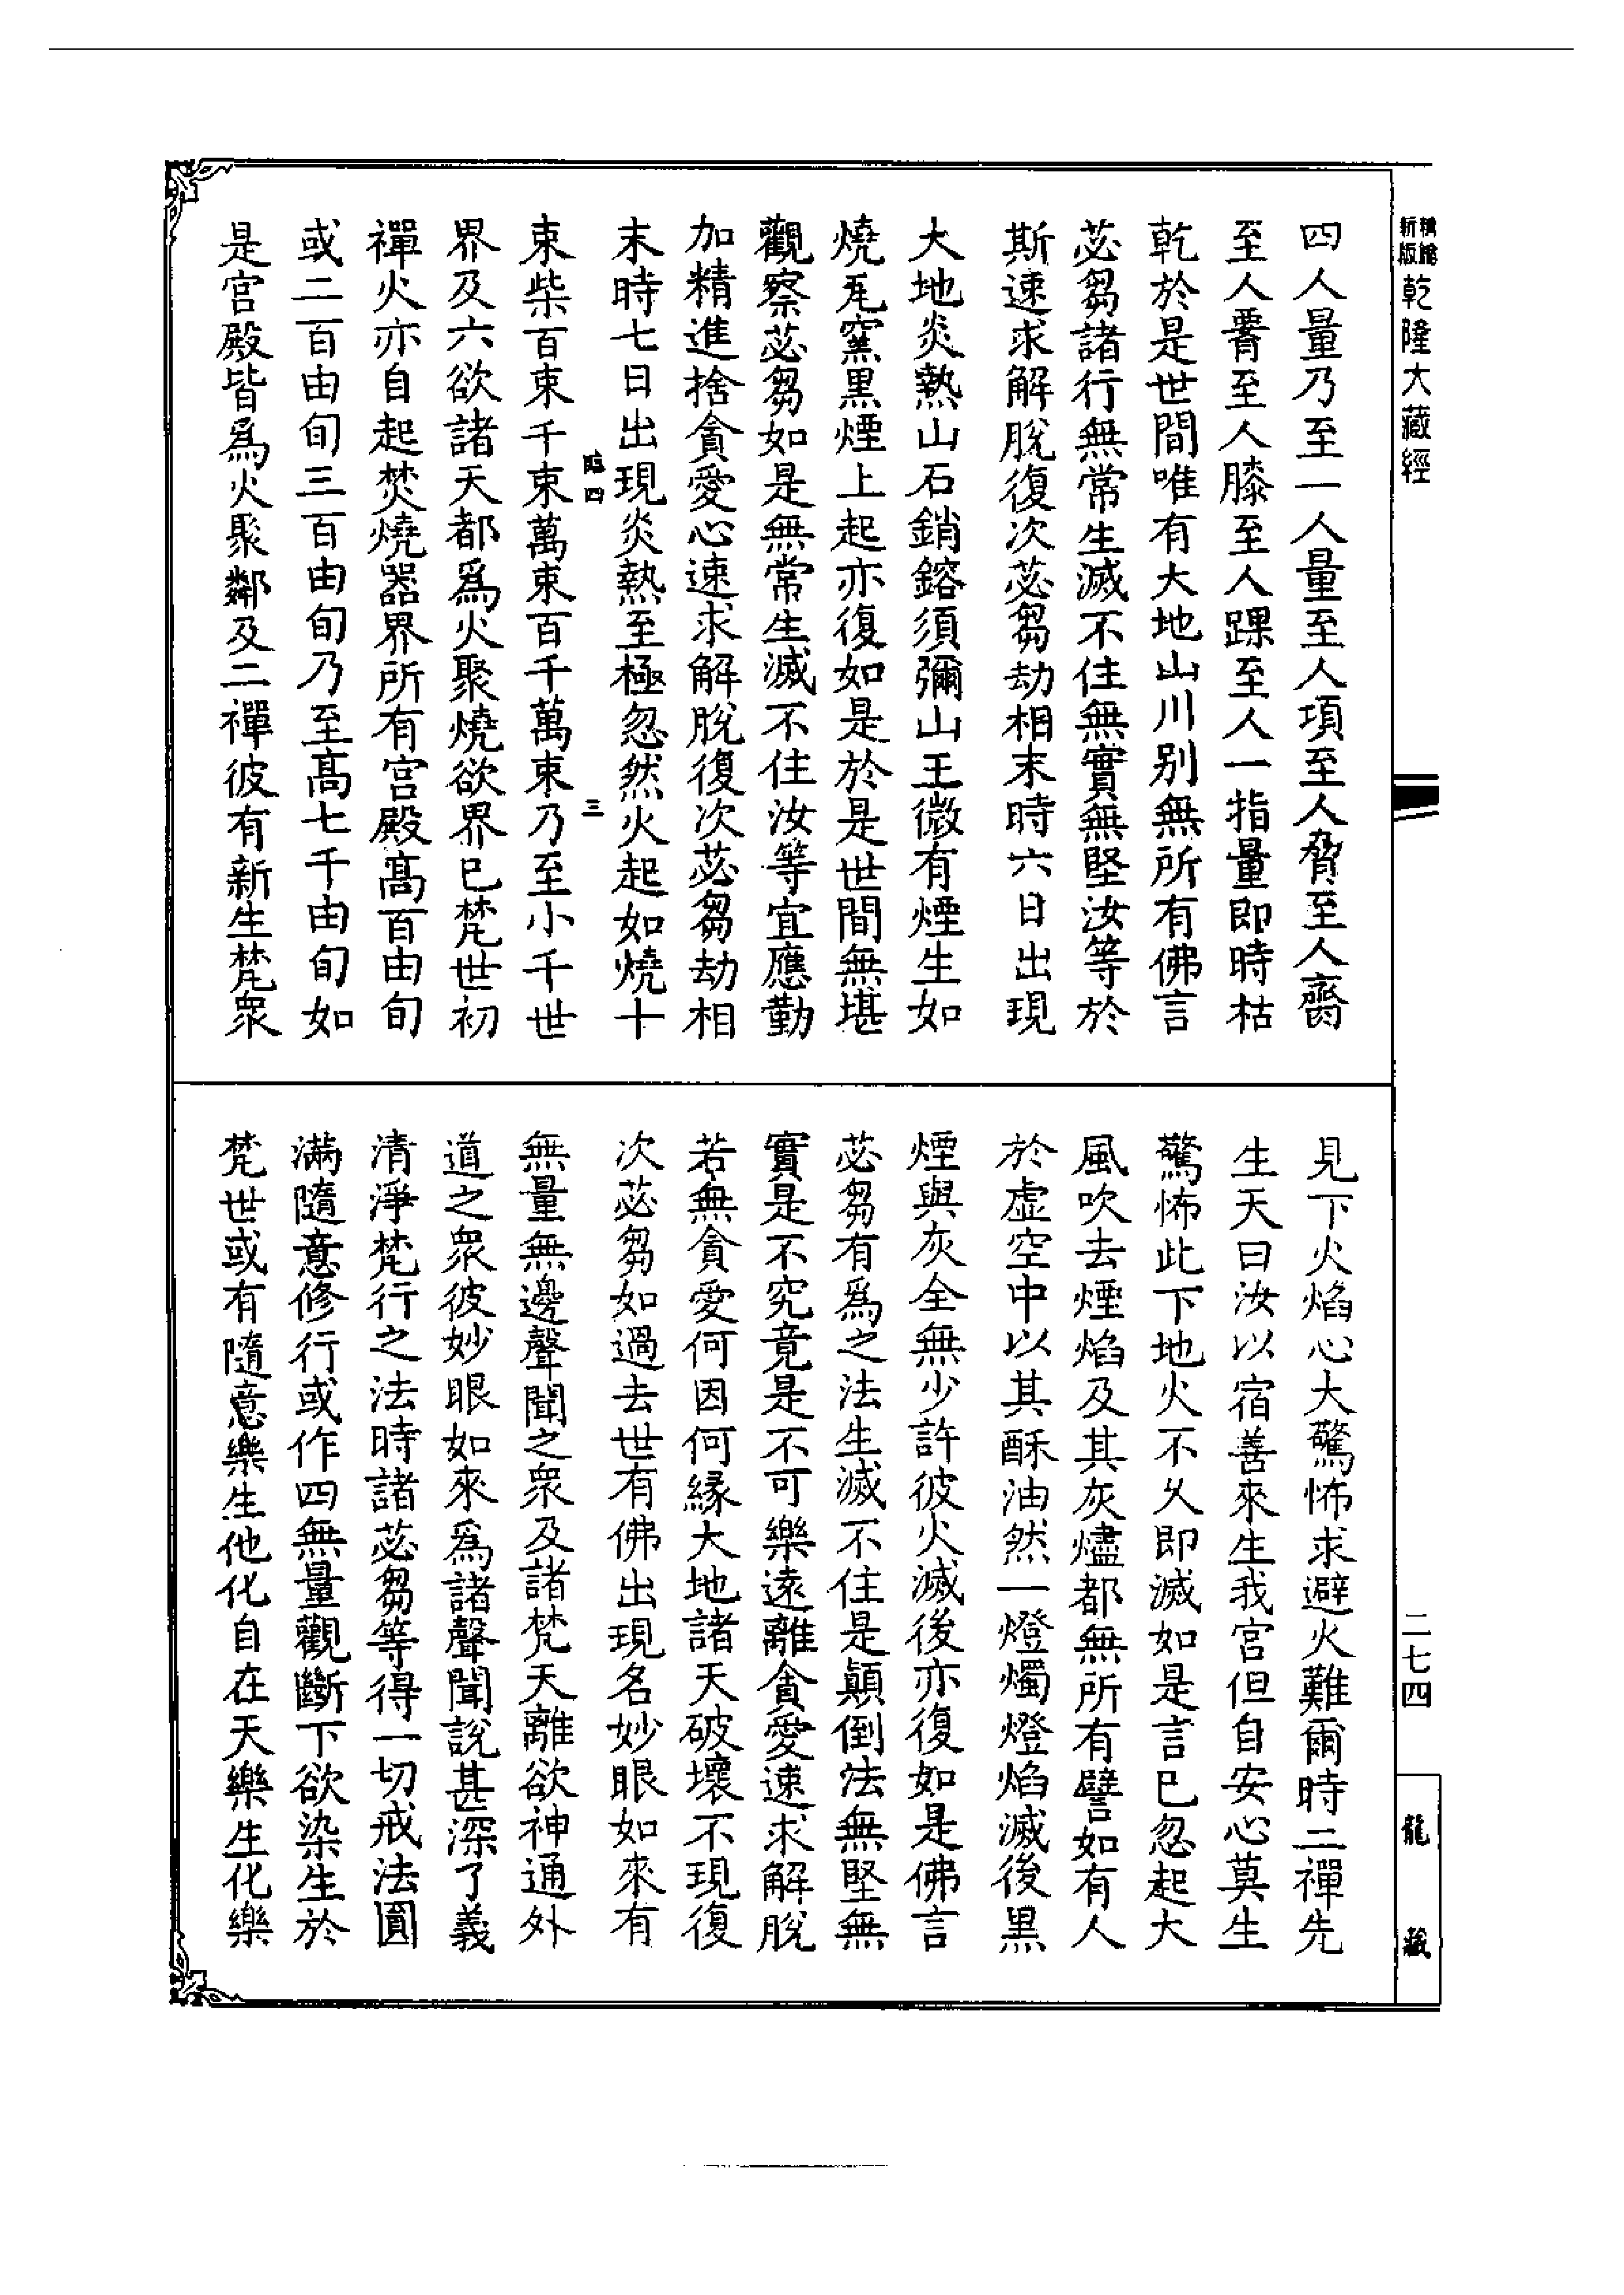 新版 精縮 乾隆大藏經
四人量乃至一人量至人項至人脅至人齎
至人䏶至人膝至人踝至人一指量即時枯
乾於是世間唯有大地山川别無所有佛言
苾芻諸行無常生滅不住無實無堅汝等於
斯速求解脫復次苾芻劫相末時六日出現
大地炎熱山石銷鎔須彌山王微有煙生如
燒瓦窯黑煙上起亦復如是於是世間無堪
觀察苾芻如是無常生滅不住汝等宜應勤
加精進捨貪愛心速求解脫復次苾芻劫相
末時七日出現炎熱至極忽然火起如燒十
四 三
束柴百束千束萬束百千萬束乃至小千世
界及六欲諸天都爲火聚燒欲界已梵世初
禪火亦自起焚燒器界所有宫殿髙百由旬
或二百由旬三百由旬乃至髙七千由旬如
是宫殿皆爲火聚鄰及二禪彼有新生梵衆
見下火焰心大驚怖求避火難爾時二禪先
生天曰汝以宿善來生我宫但自安心莫生
驚怖此下地火不久即滅如是言已忽起大
風吹去煙焰及其灰燼都無所有譬如有人
於虚空中以其酥油然一燈燭燈焰滅後黑
煙與灰全無少許彼火滅後亦復如是佛言
苾芻有爲之法生滅不住是顛倒法無堅無
實是不究竟是不可樂遠離貪愛速求解脫
若無貪愛何因何緣大地諸天破壞不現復
次苾芻如過去世有佛出現名妙眼如來有
無量無邊聲聞之衆及諸梵天離欲神通外
道之衆彼妙眼如來爲諸聲聞說甚深了義
清淨梵行之法時諸苾芻等得一切戒法圓
滿隨意修行或作四無量觀斷下欲染生於
梵世或有隨意樂生他化自在天樂生化樂
二七四
龍藏